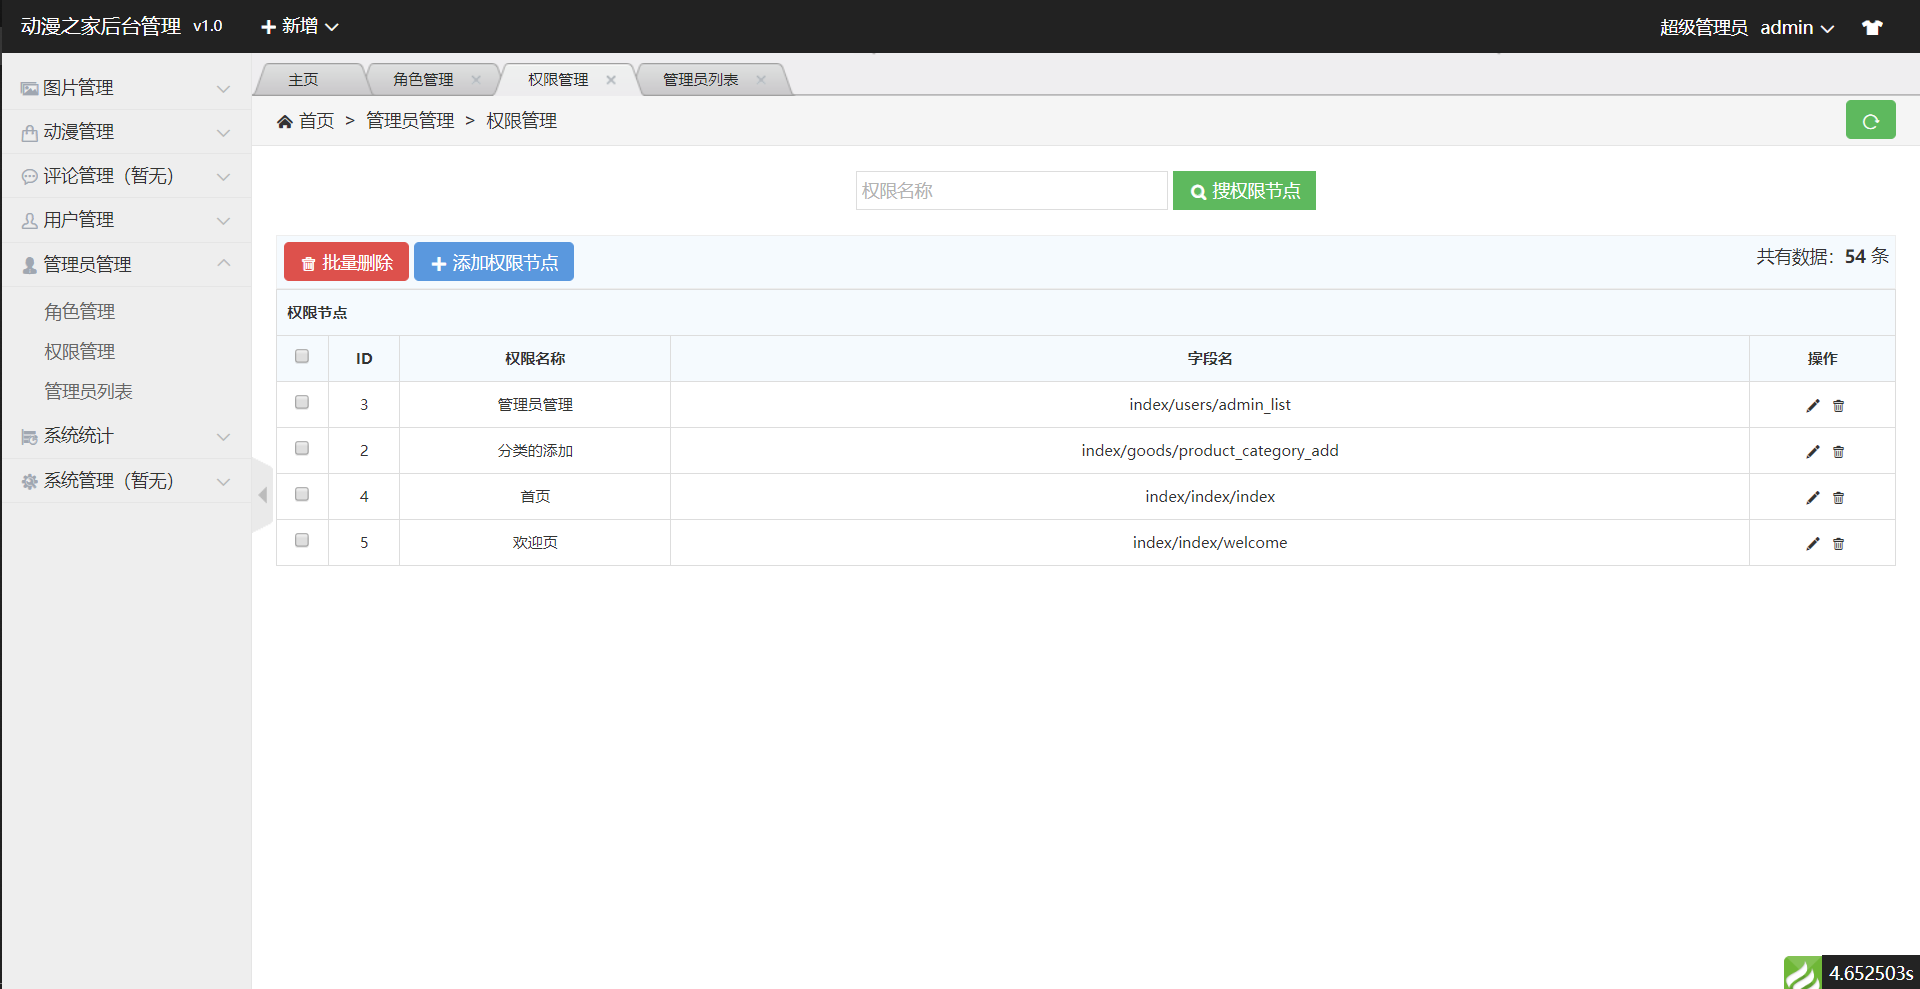 动漫之家后台管理 v1.0 新增 超级管理员 admin
主页 角色管理 权限管理 管理员列表
图片管理
动漫管理
评论管理（暂无）
用户管理
管理员管理
角色管理
权限管理
管理员列表
系统统计
系统管理（暂无）
首页 > 管理员管理 > 权限管理
权限名称 搜权限节点
批量删除 添加权限节点 共有数据：54 条
权限节点
ID 权限名称 字段名 操作
3 管理员管理 index/users/admin_list
2 分类的添加 index/goods/product_category_add
4 首页 index/index/index
5 欢迎页 index/index/welcome
4.652503s